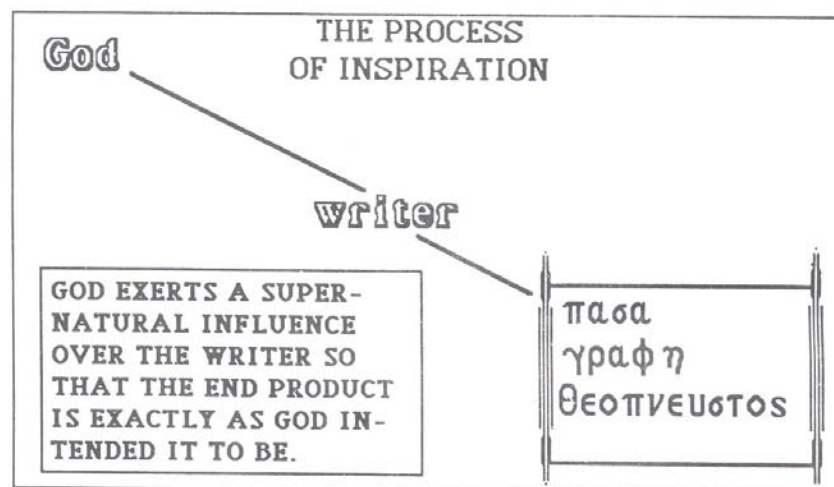 THE PROCESS
OF INSPIRATION
God
writer
GOD EXERTS A SUPER-
NATURAL INFLUENCE
OVER THE WRITER SO
THAT THE END PRODUCT
IS EXACTLY AS GOD IN-
TENDED IT TO BE.
πασα
γραφη
θεοπνευστος